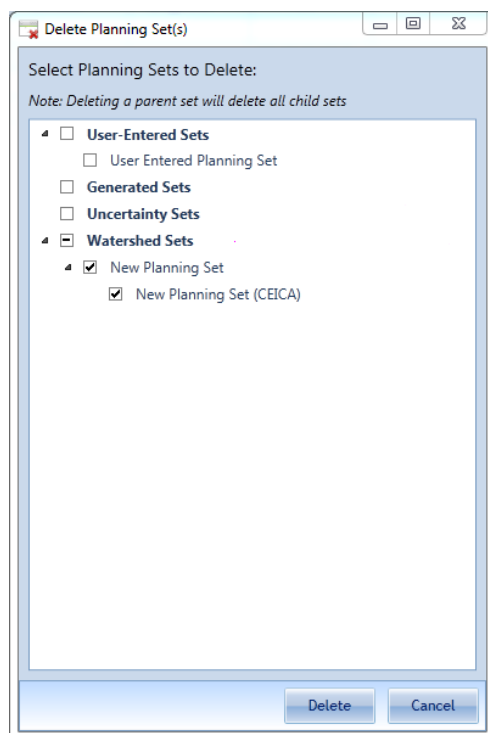 Delete Planning Set(s)
Select Planning Sets to Delete:
Note: Deleting a parent set will delete all child sets
User-Entered Sets
User Entered Planning Set
Generated Sets
Uncertainty Sets
Watershed Sets
New Planning Set
New Planning Set (CEICA)
Delete Cancel